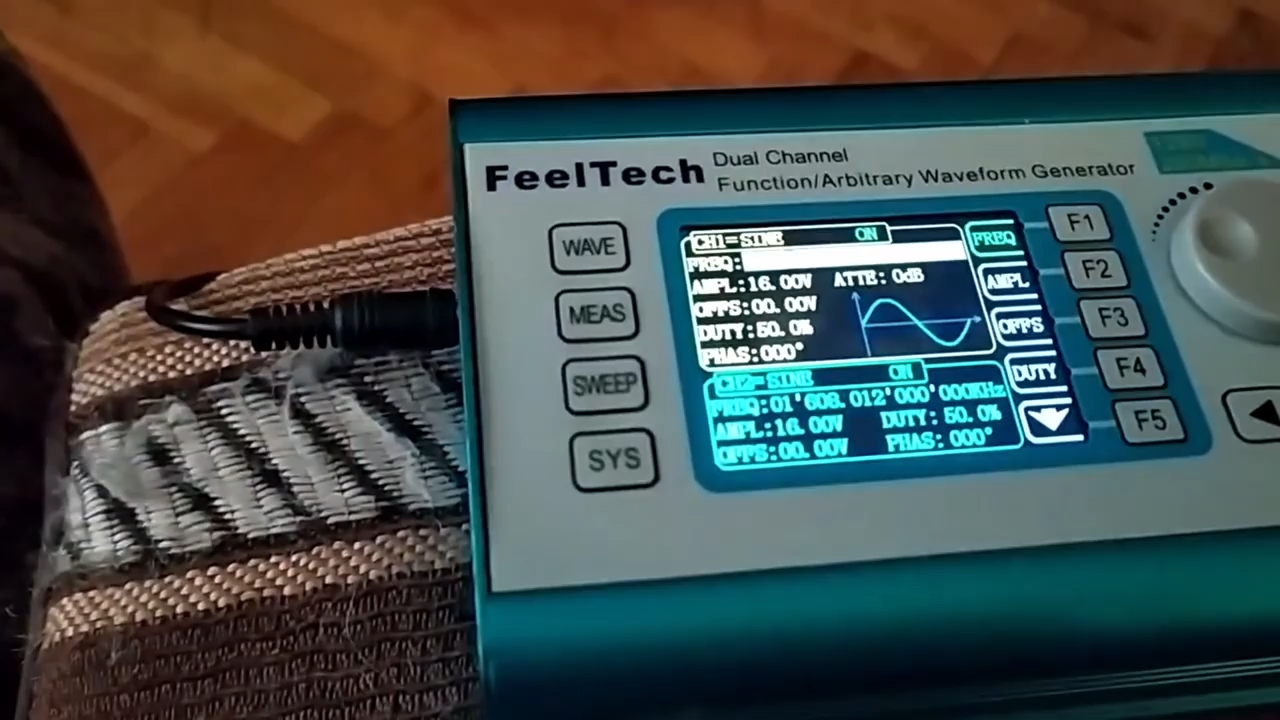 FeelTech
Dual Channel
Function/Arbitrary Waveform Generator
WAVE
MEAS
SWEEP
SYS
CH1=SINE ON
FREQ:
AMPL:16.00V ATTE: 0dB
OFFS:00.00V
DUTY:50.0%
PHAS:000°
CH2=SINE ON
FREQ:01'608.012'000'000KHz
AMPL:16.00V DUTY: 50.0%
OFFS:00.00V PHAS:000°
FREQ
AMPL
OFFS
DUTY
F1
F2
F3
F4
F5